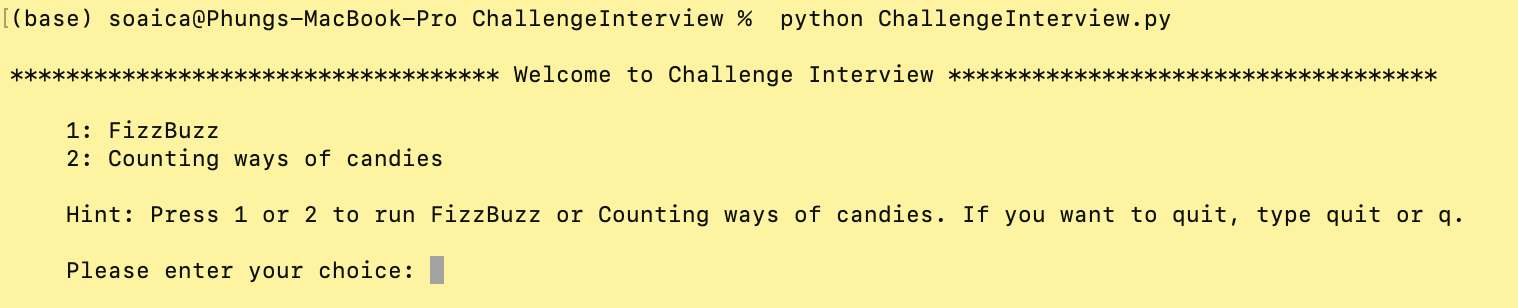 [(base) soaica@Phungs-MacBook-Pro ChallengeInterview %  python ChallengeInterview.py
*********************************** Welcome to Challenge Interview ***********************************
1: FizzBuzz
2: Counting ways of candies
Hint: Press 1 or 2 to run FizzBuzz or Counting ways of candies. If you want to quit, type quit or q.
Please enter your choice: